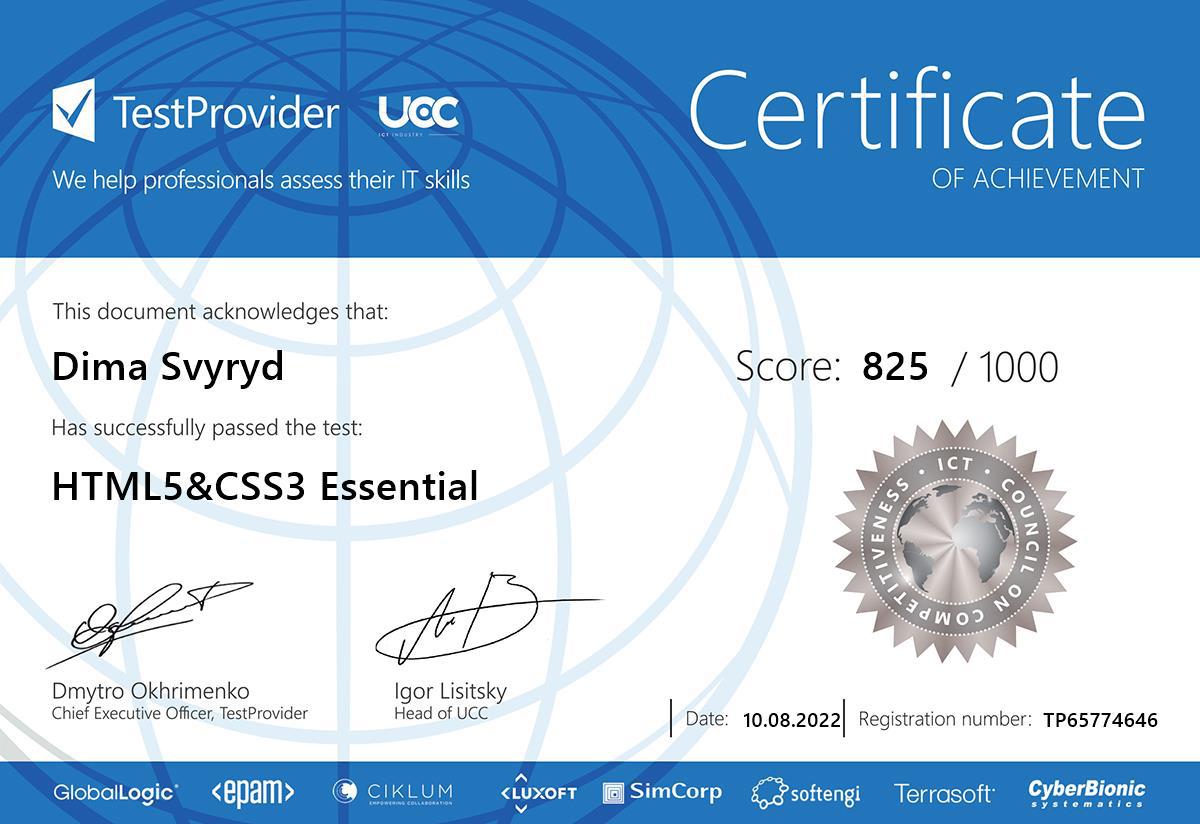 TestProvider
UCC
ICT INDUSTRY
We help professionals assess their IT skills
Certificate
OF ACHIEVEMENT
This document acknowledges that:
Dima Svyryd
Has successfully passed the test:
HTML5&CSS3 Essential
Score: 825 / 1000
ICT · COUNCIL ON COMPETITIVENESS ·
Dmytro Okhrimenko
Chief Executive Officer, TestProvider
Igor Lisitsky
Head of UCC
Date: 10.08.2022
Registration number: TP65774646
GlobalLogic
<epam>
CIKLUM
EMPOWERING COLLABORATION
<LUXOFT
SimCorp
softengi
Terrasoft
CyberBionic
systematics